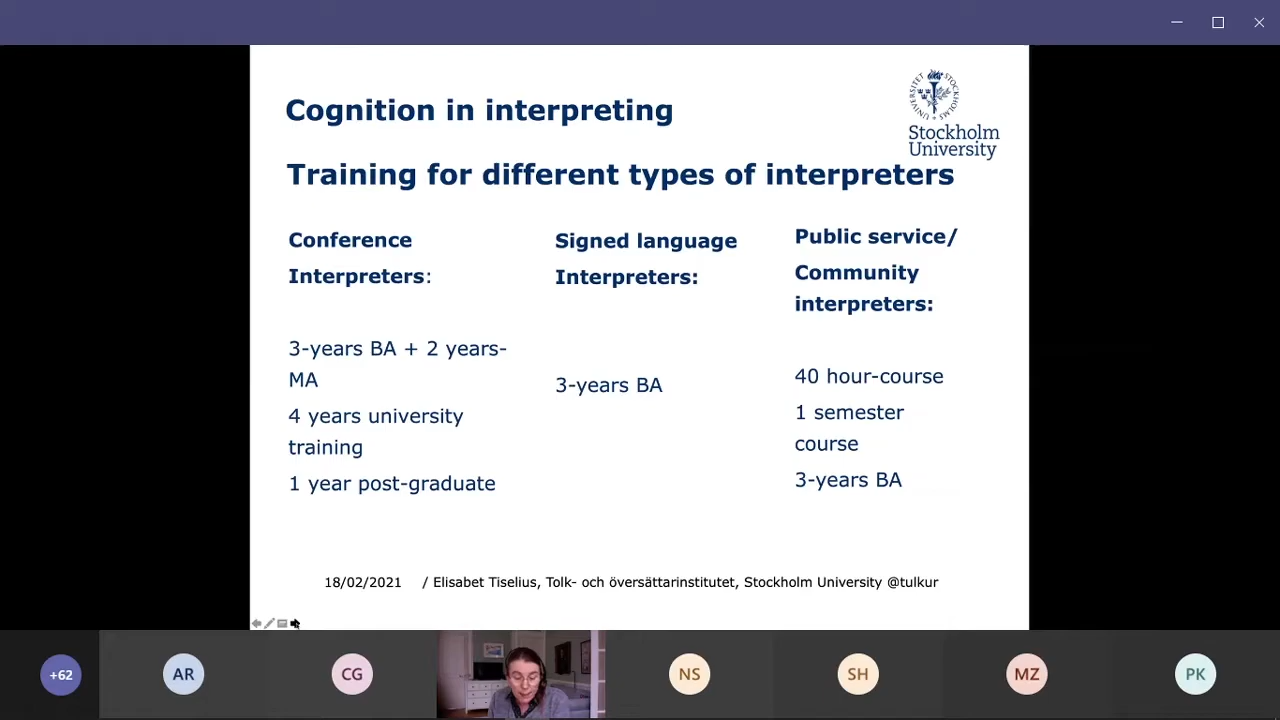 Cognition in interpreting
STOCKHOLMS UNIVERSITET
Stockholm
University
Training for different types of interpreters
Conference
Interpreters:
3-years BA + 2 years-
MA
4 years university
training
1 year post-graduate
Signed language
Interpreters:
3-years BA
Public service/
Community
interpreters:
40 hour-course
1 semester
course
3-years BA
18/02/2021 / Elisabet Tiselius, Tolk- och översättarinstitutet, Stockholm University @tulkur
+62 AR CG NS SH MZ PK